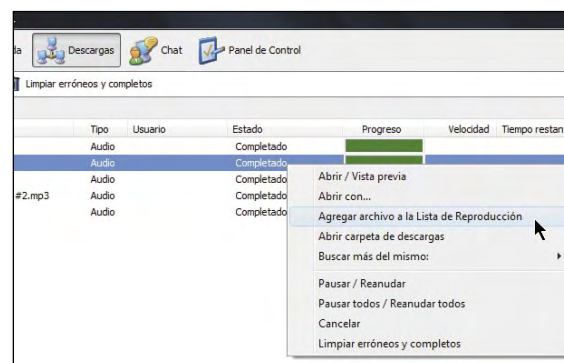 Descargas Chat Panel de Control
Limpiar erróneos y completos
Tipo Usuario Estado Progreso Velocidad Tiempo restan
Audio Completado
Audio Completado
Audio Completado
#2.mp3 Audio Completado
Audio Completado
Abrir / Vista previa
Abrir con...
Agregar archivo a la Lista de Reproducción
Abrir carpeta de descargas
Buscar más del mismo:
Pausar / Reanudar
Pausar todos / Reanudar todos
Cancelar
Limpiar erróneos y completos